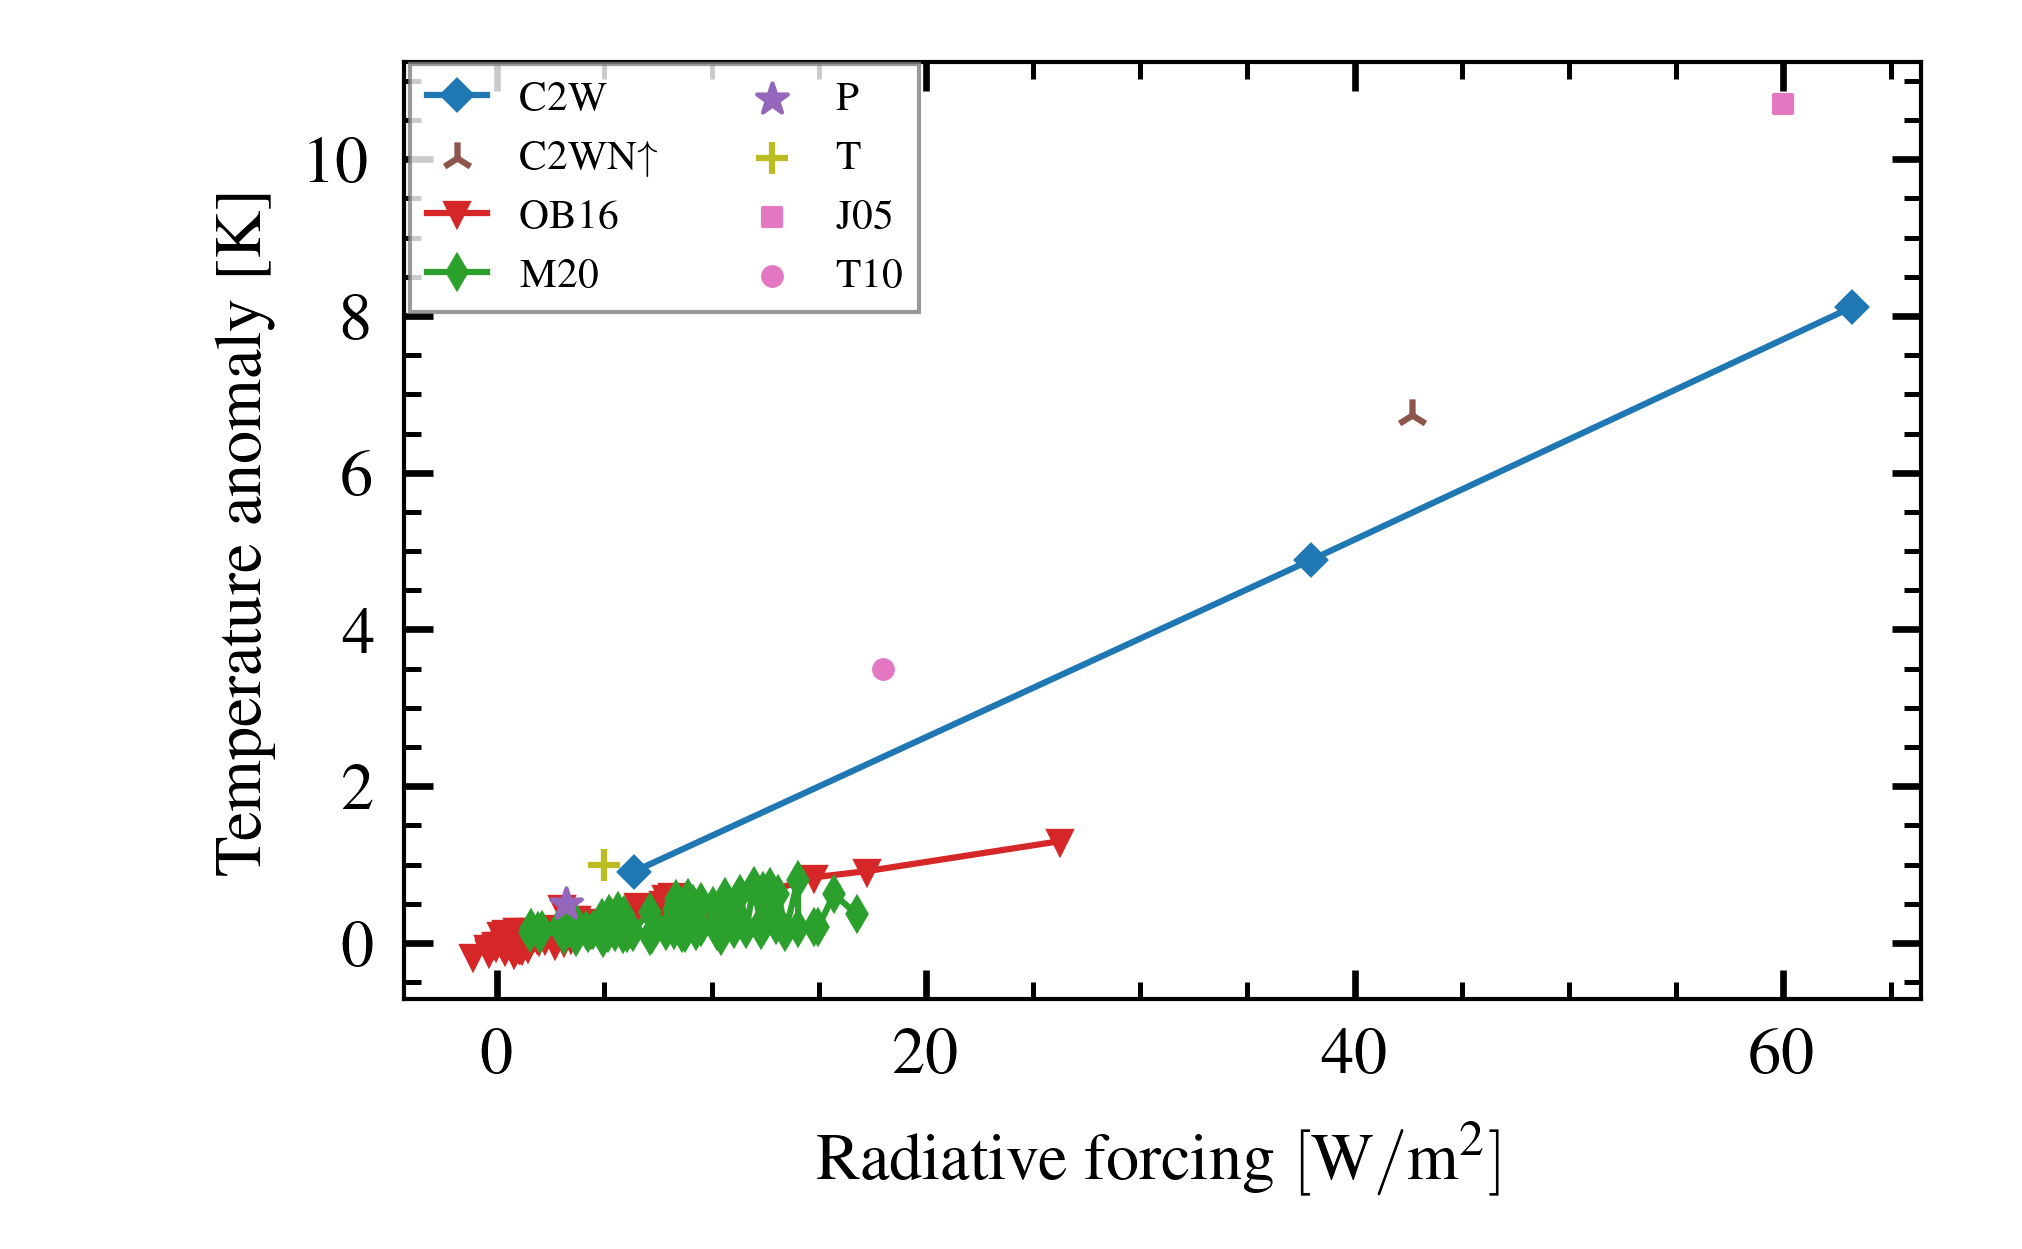 C2W
C2WN↑
OB16
M20
P
T
J05
T10
Temperature anomaly [K]
10
8
6
4
2
0
0 20 40 60
Radiative forcing [W/m²]